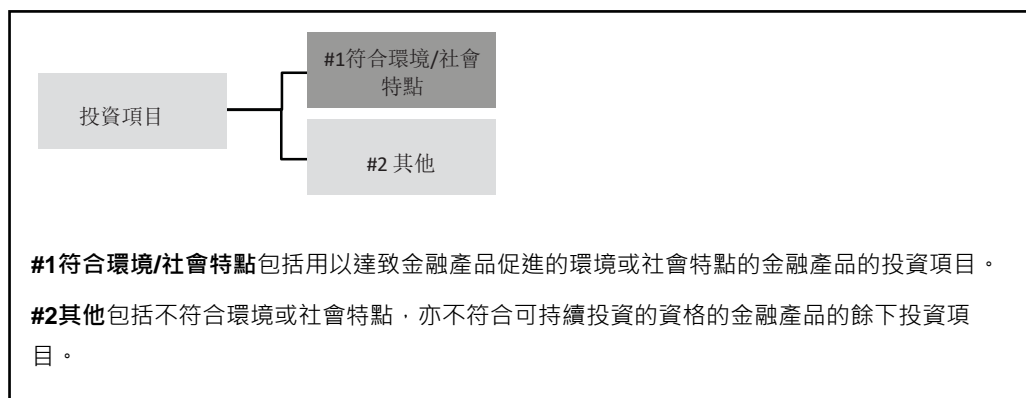 #1符合環境/社會
特點
投資項目
#2 其他
#1符合環境/社會特點包括用以達致金融產品促進的環境或社會特點的金融產品的投資項目。
#2其他包括不符合環境或社會特點，亦不符合可持續投資的資格的金融產品的餘下投資項
目。